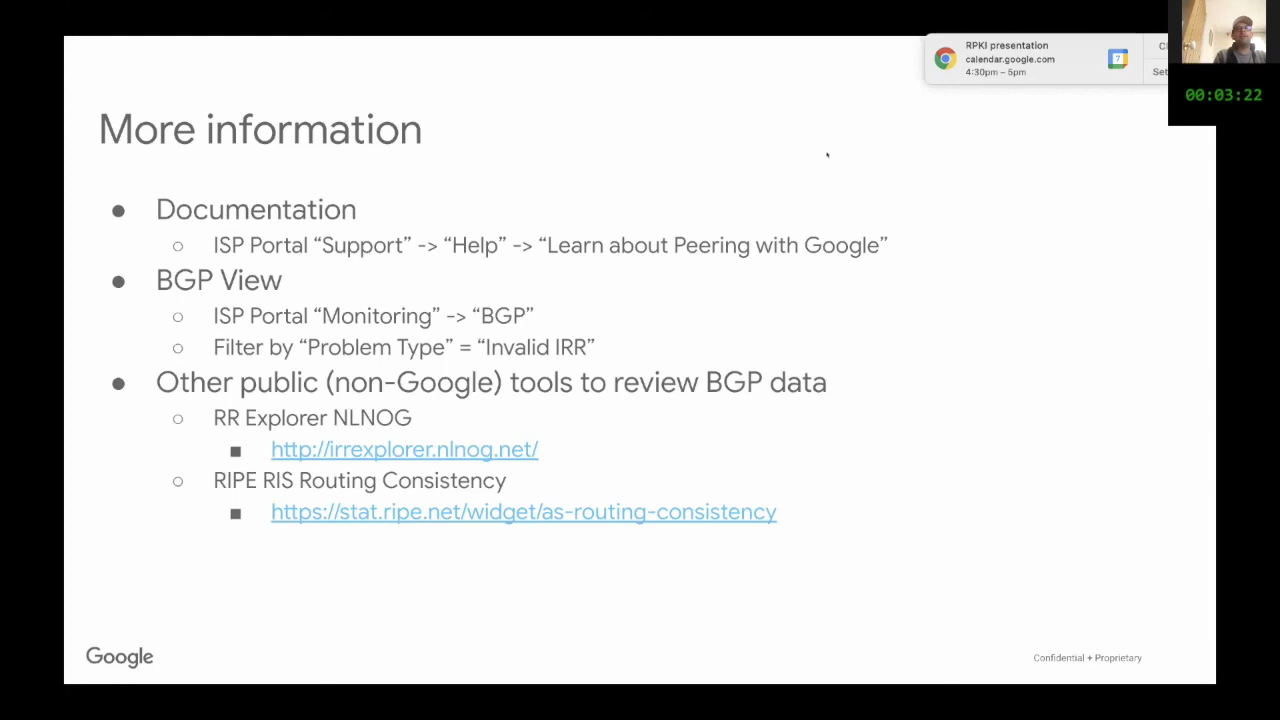 RPKI presentation
calendar.google.com
4:30pm – 5pm
7
Set
00:03:22
More information
● Documentation
○ ISP Portal “Support” -> “Help” -> “Learn about Peering with Google”
● BGP View
○ ISP Portal “Monitoring” -> “BGP”
○ Filter by “Problem Type” = “Invalid IRR”
● Other public (non-Google) tools to review BGP data
○ RR Explorer NLNOG
■ http://irrexplorer.nlnog.net/
○ RIPE RIS Routing Consistency
■ https://stat.ripe.net/widget/as-routing-consistency
Google
Confidential + Proprietary